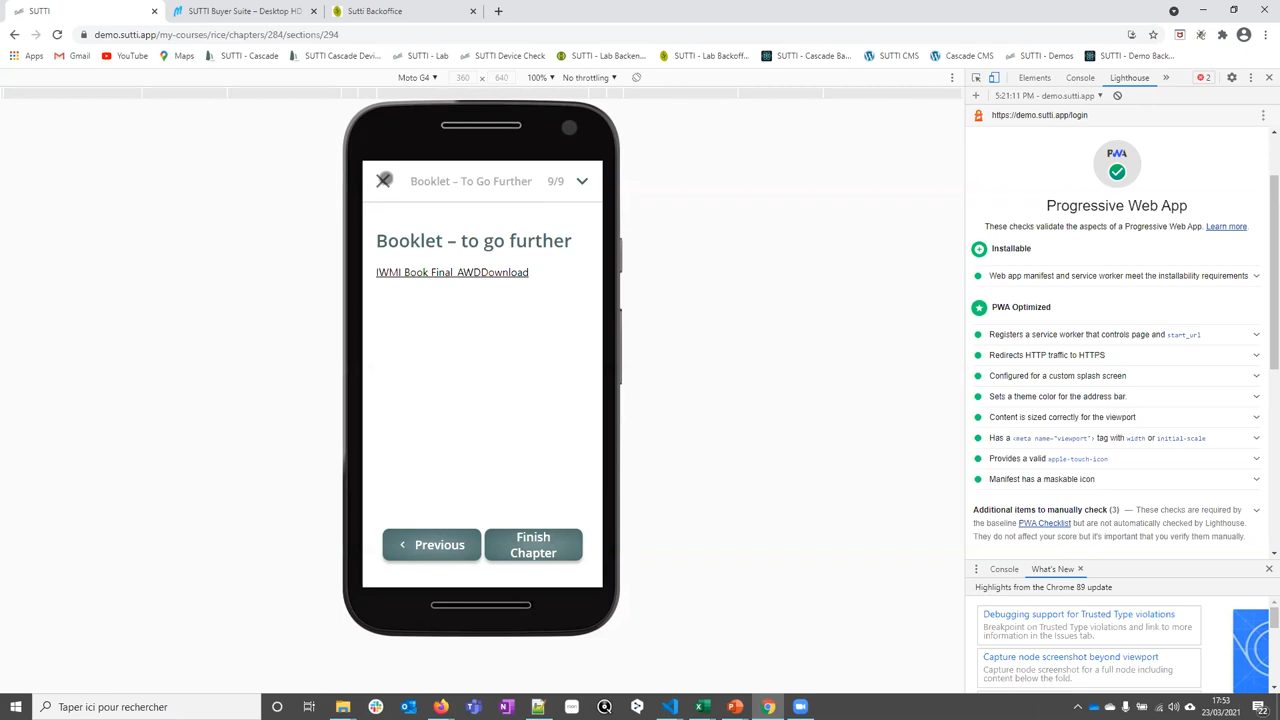 SUTTI
SUTTI Buyer Suite – Desktop HD
Sutti Backoffice
demo.sutti.app/my-courses/rice/chapters/284/sections/294
Apps
Gmail
YouTube
Maps
SUTTI - Cascade
SUTTI Cascade Devi...
SUTTI - Lab
SUTTI Device Check
SUTTI - Lab Backen...
SUTTI - Lab Backoff...
SUTTI - Cascade Ba...
SUTTI CMS
Cascade CMS
SUTTI - Demos
SUTTI - Demo Back...
Moto G4
360 × 640
100%
No throttling
Elements
Console
Lighthouse
2
5:21:11 PM - demo.sutti.app
https://demo.sutti.app/login
PWA
Progressive Web App
These checks validate the aspects of a Progressive Web App. Learn more.
Installable
Web app manifest and service worker meet the installability requirements
PWA Optimized
Registers a service worker that controls page and start_url
Redirects HTTP traffic to HTTPS
Configured for a custom splash screen
Sets a theme color for the address bar.
Content is sized correctly for the viewport
Has a <meta name="viewport"> tag with width or initial-scale
Provides a valid apple-touch-icon
Manifest has a maskable icon
Additional items to manually check (3) — These checks are required by
the baseline PWA Checklist but are not automatically checked by Lighthouse.
They do not affect your score but it's important that you verify them manually.
Console
What's New
Highlights from the Chrome 89 update
Debugging support for Trusted Type violations
Breakpoint on Trusted Type violations and link to more
information in the Issues tab.
Capture node screenshot beyond viewport
Capture node screenshot for a full node including
content below the fold.
Booklet – To Go Further 9/9
Booklet – to go further
IWMI Book Final_AWDDownload
Previous
Finish
Chapter
Taper ici pour rechercher
17:53
23/03/2021
22